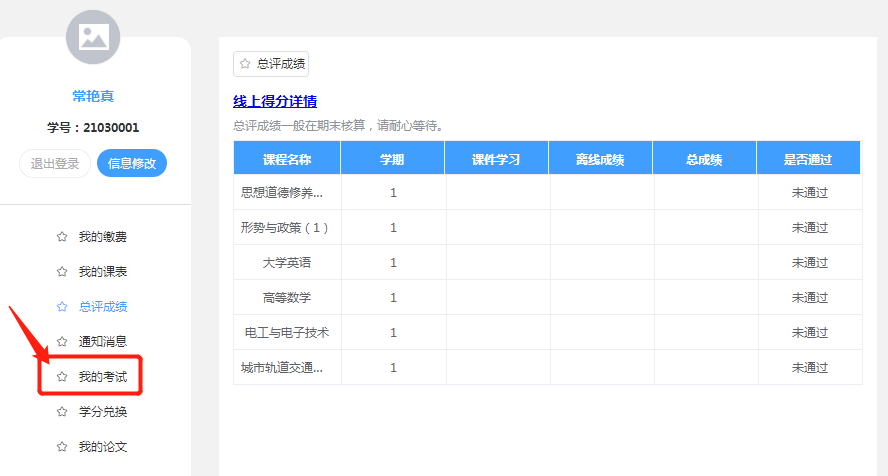 常艳真
学号：21030001
退出登录 信息修改
我的缴费
我的课表
总评成绩
通知消息
我的考试
学分兑换
我的论文
总评成绩
线上得分详情
总评成绩一般在期末核算，请耐心等待。
课程名称 学期 课件学习 离线成绩 总成绩 是否通过
思想道德修养... 1 未通过
形势与政策（1） 1 未通过
大学英语 1 未通过
高等数学 1 未通过
电工与电子技术 1 未通过
城市轨道交通... 1 未通过